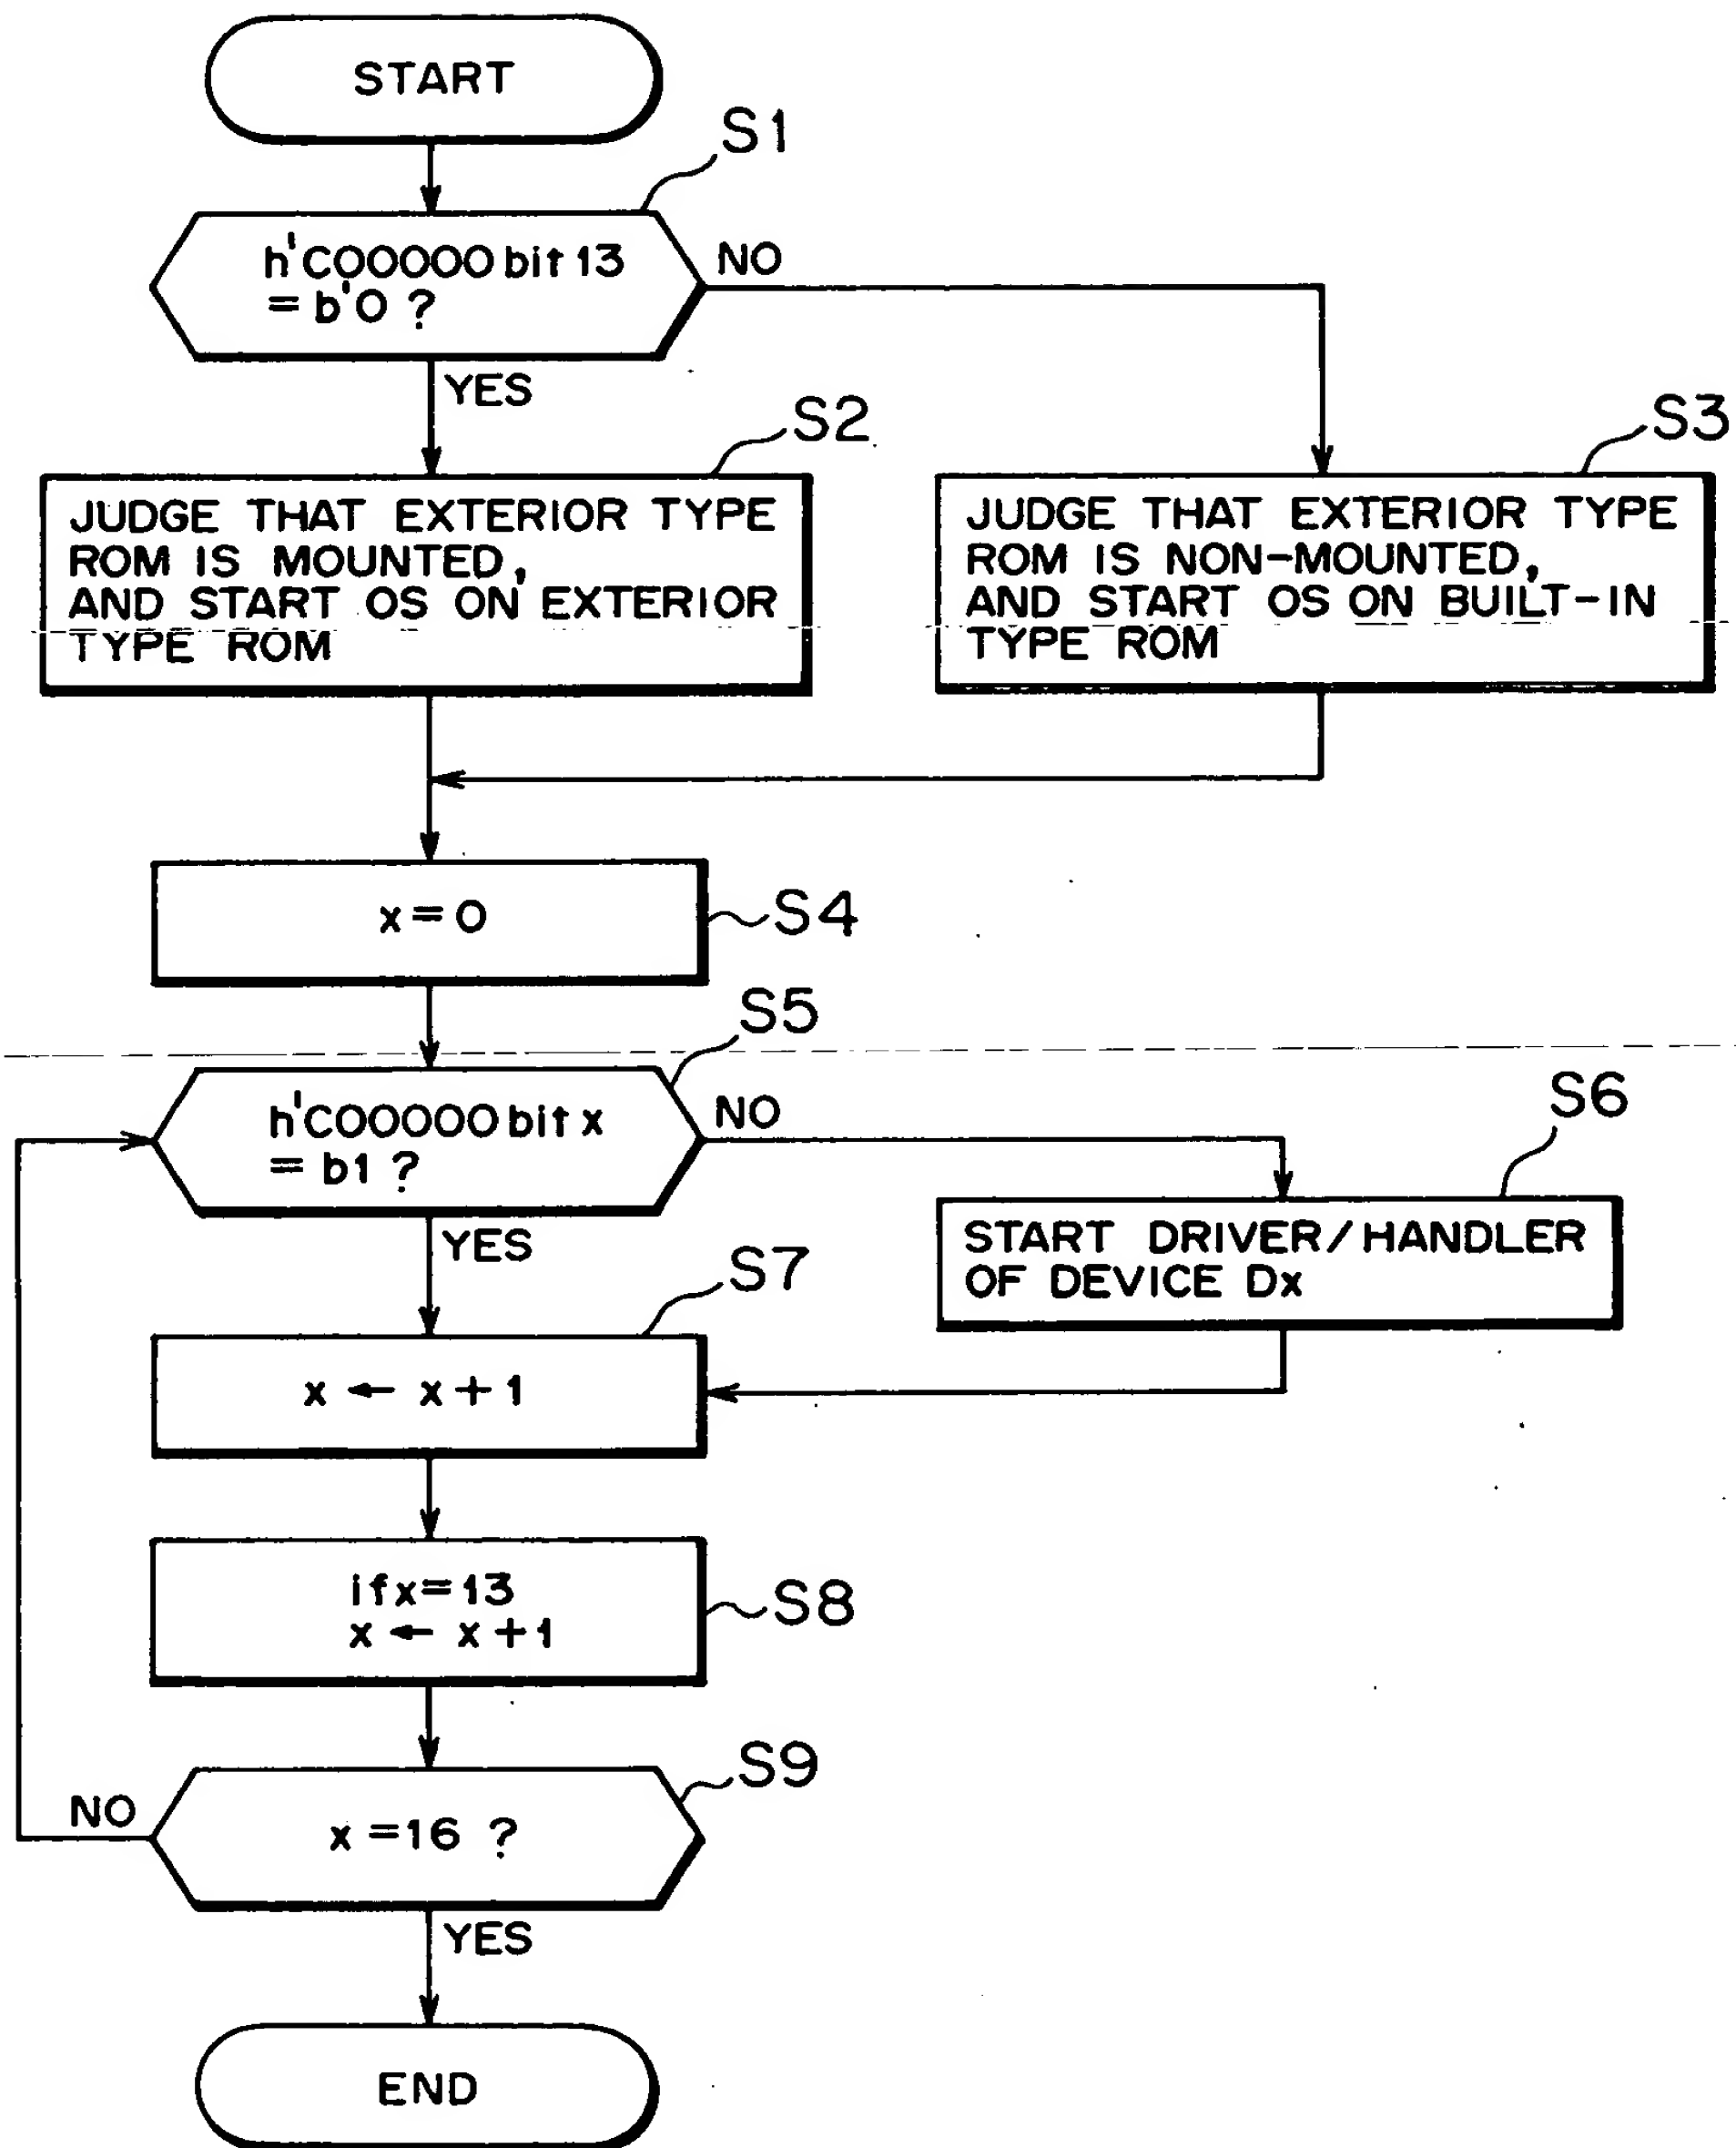 START
S1
h'C00000 bit 13
= b'0 ?
NO
YES
S2
S3
JUDGE THAT EXTERIOR TYPE
ROM IS MOUNTED,
AND START OS ON EXTERIOR
TYPE ROM
JUDGE THAT EXTERIOR TYPE
ROM IS NON-MOUNTED,
AND START OS ON BUILT-IN
TYPE ROM
x = 0
S4
S5
h'C00000 bit x
= b1 ?
NO
YES
S6
START DRIVER/HANDLER
OF DEVICE Dx
S7
x ← x + 1
if x = 13
x ← x + 1
S8
S9
NO
x = 16 ?
YES
END